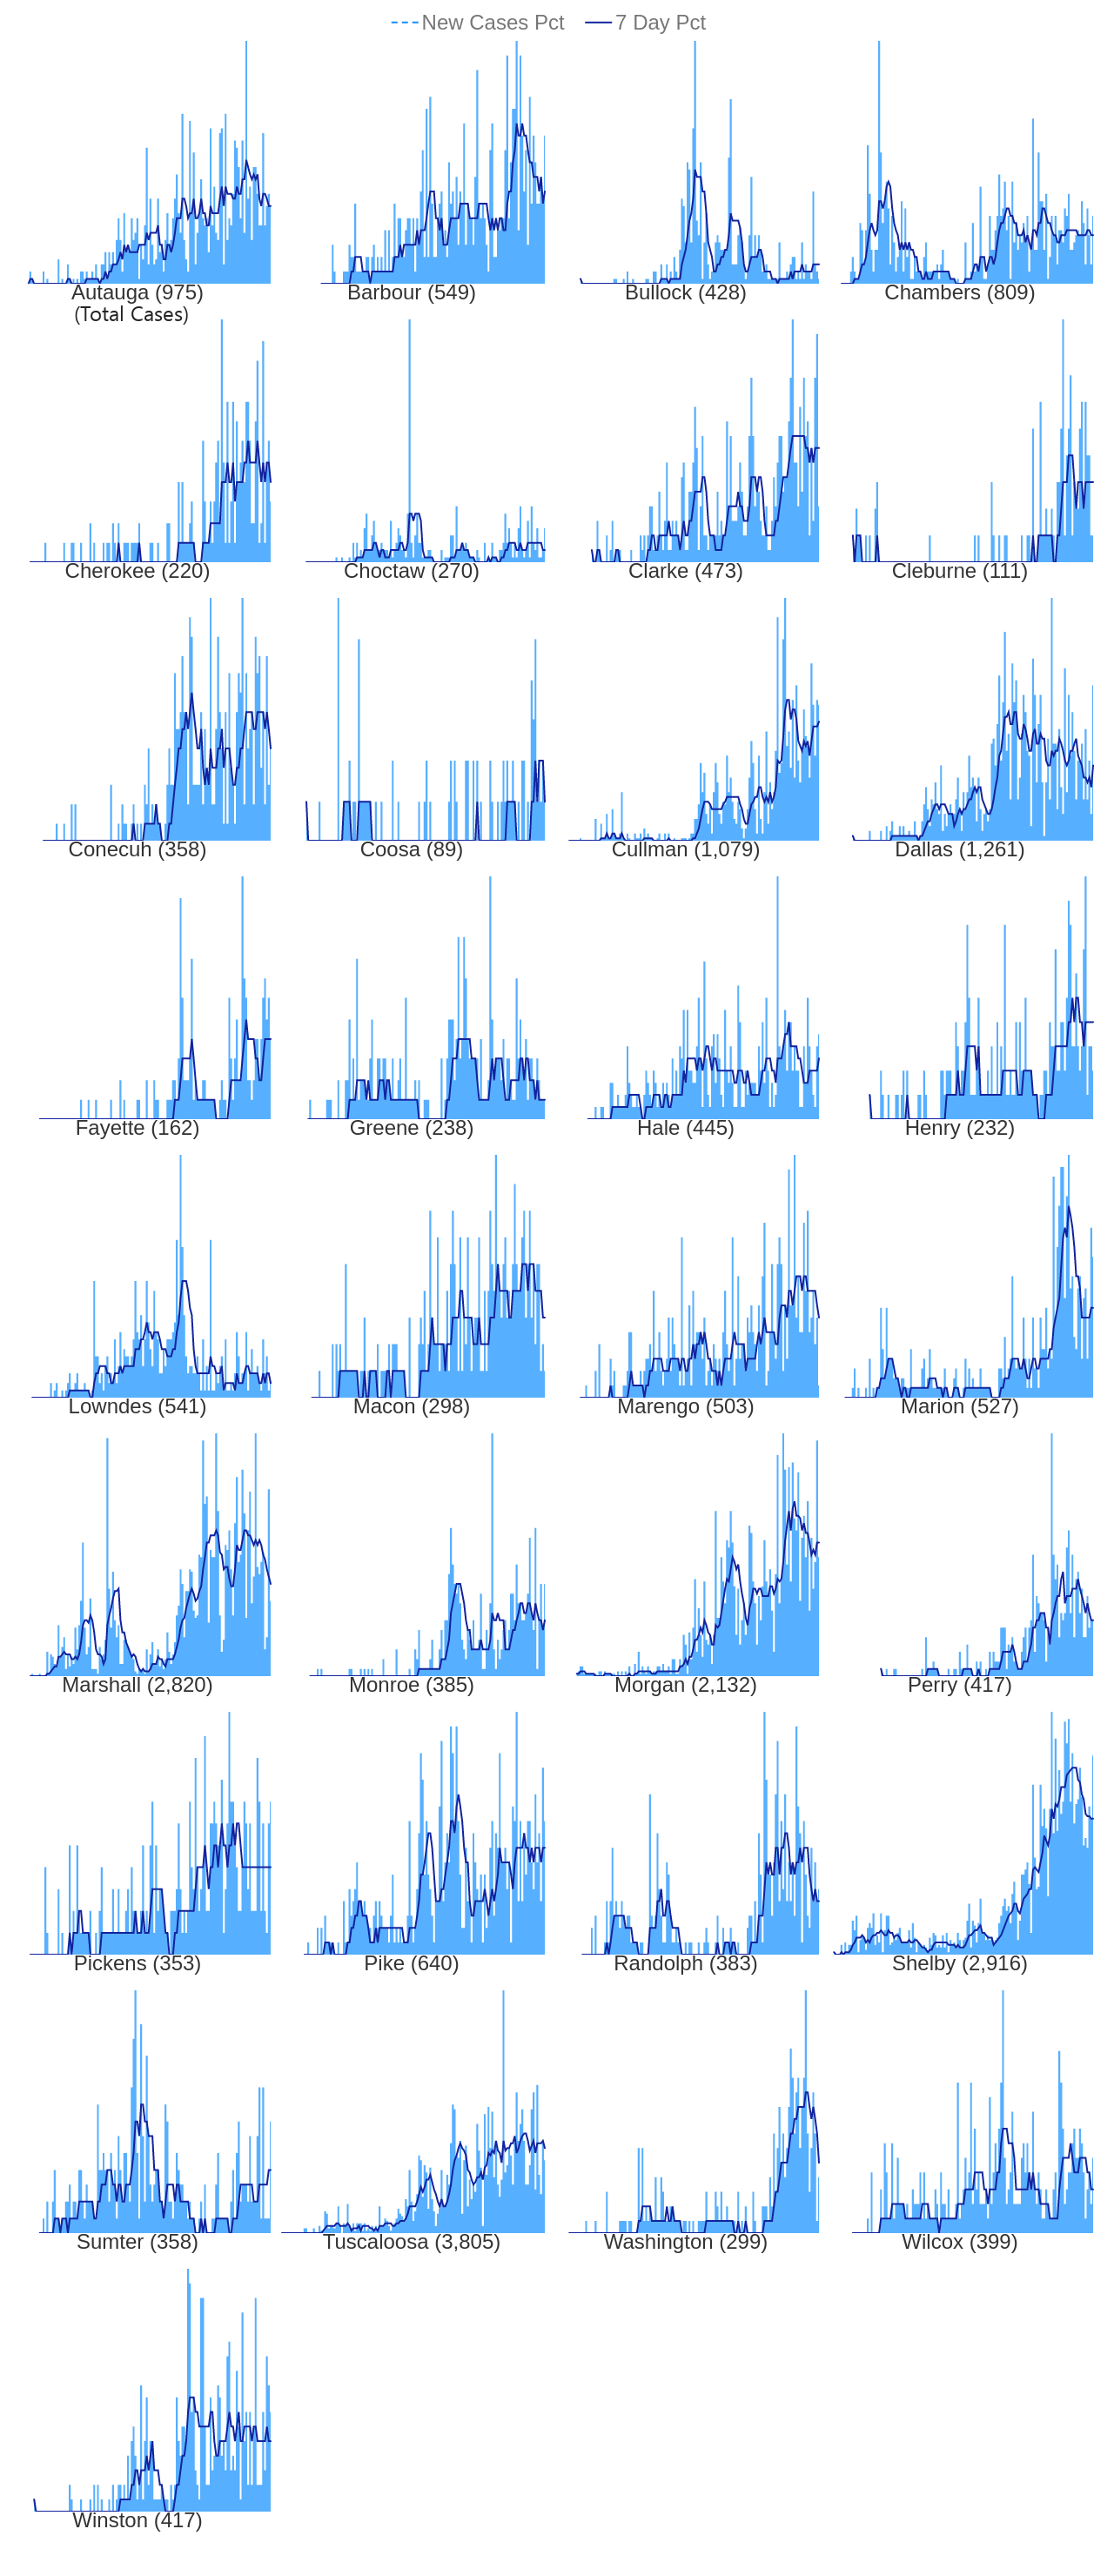 New Cases Pct 7 Day Pct
Autauga (975) Barbour (549) Bullock (428) Chambers (809)
(Total Cases)
Cherokee (220) Choctaw (270) Clarke (473) Cleburne (111)
Conecuh (358) Coosa (89) Cullman (1,079) Dallas (1,261)
Fayette (162) Greene (238) Hale (445) Henry (232)
Lowndes (541) Macon (298) Marengo (503) Marion (527)
Marshall (2,820) Monroe (385) Morgan (2,132) Perry (417)
Pickens (353) Pike (640) Randolph (383) Shelby (2,916)
Sumter (358) Tuscaloosa (3,805) Washington (299) Wilcox (399)
Winston (417)